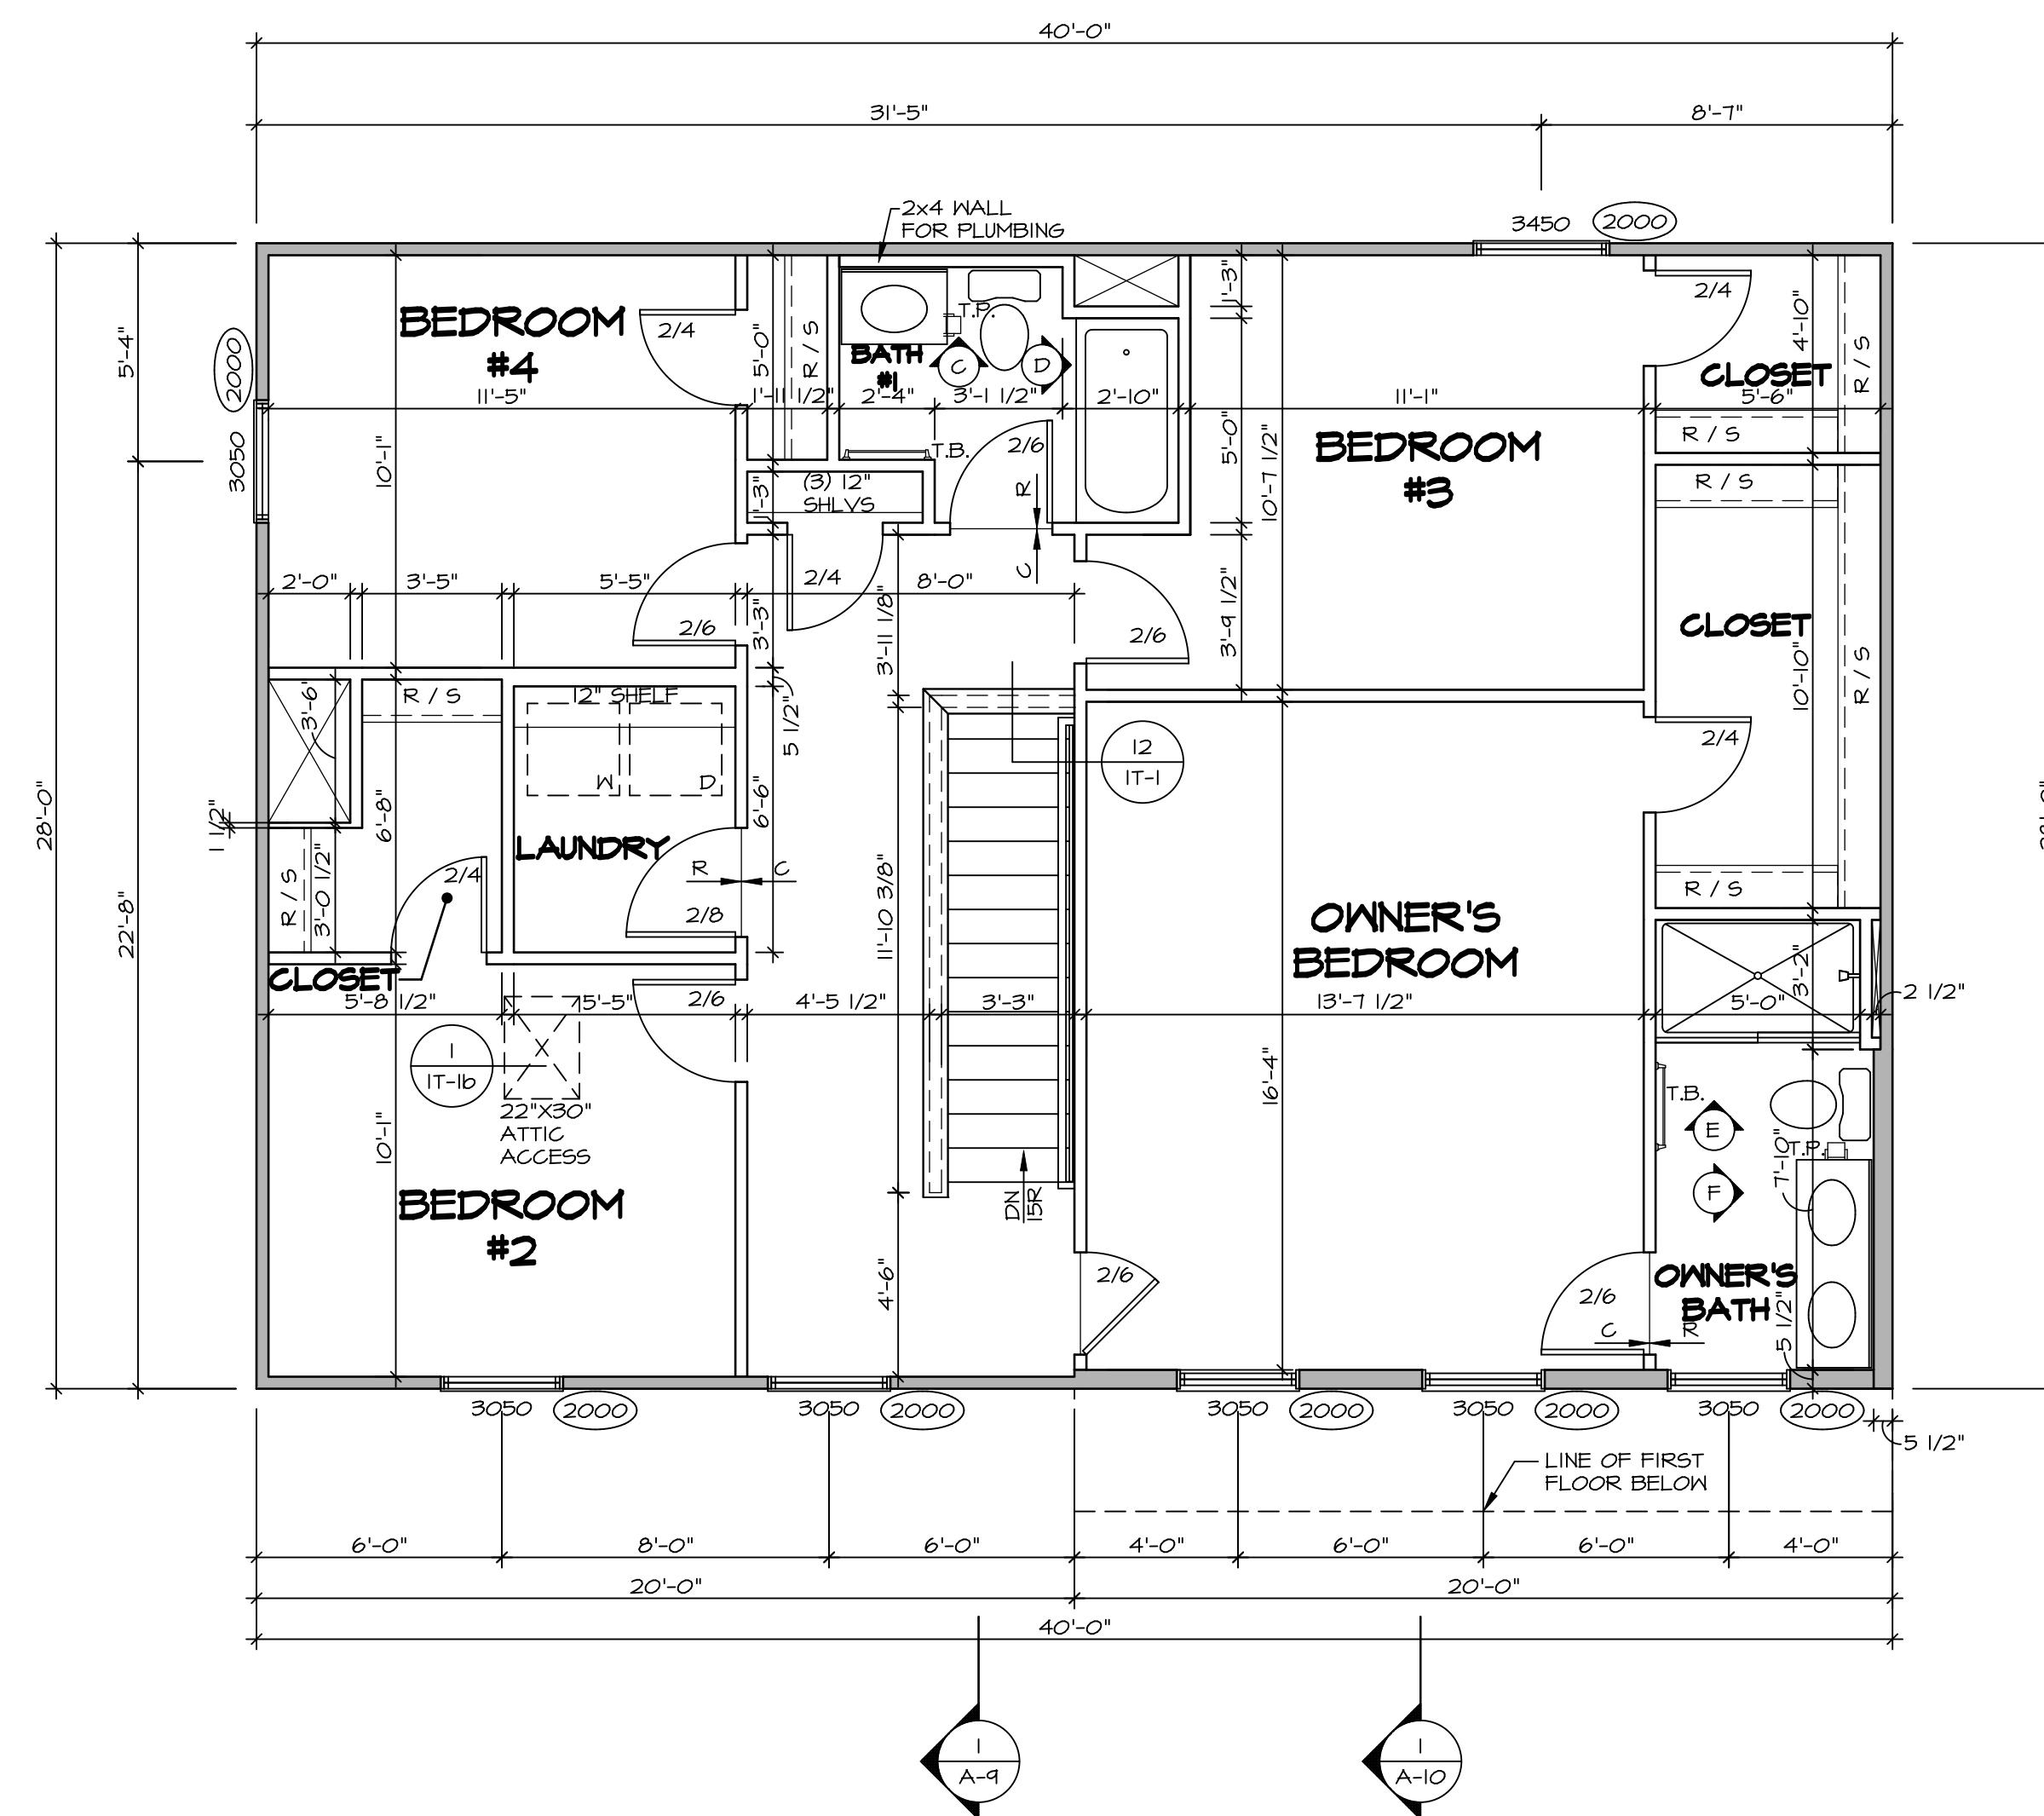 40'-0"
31'-5"
8'-7"
2x4 WALL
FOR PLUMBING
3450
2000
2000
3050
5'-4"
28'-0"
22'-8"
BEDROOM
#4
2/4
5'-0"
R / S
T.P.
BATH
#1
C
D
1'-3"
2/4
4'-10"
R / S
CLOSET
11'-5"
1'-11 1/2"
2'-4"
3'-1 1/2"
2'-10"
11'-1"
5'-6"
10'-1"
T.B.
2/6
5'-0"
10'-7 1/2"
BEDROOM
#3
R / S
(3) 12"
SHLVS
1'-3"
R
C
R / S
2'-0"
3'-5"
5'-5"
8'-0"
2/4
2/6
3'-3"
3'-11 1/8"
3'-9 1/2"
2/6
CLOSET
10'-10"
R / S
R / S
12" SHELF
3'-6"
5 1/2"
W
D
6'-8"
6'-6"
12
1T-1
2/4
1 1/2"
R / S
3'-0 1/2"
2/4
LAUNDRY
R
C
2/8
11'-10 3/8"
R / S
OWNER'S
BEDROOM
CLOSET
5'-8 1/2"
5'-5"
2/6
4'-5 1/2"
3'-3"
13'-7 1/2"
5'-0"
3'-2"
2 1/2"
1
1T-1b
22"X30"
ATTIC
ACCESS
10'-1"
16'-4"
T.B.
E
T.P.
7'-10"
F
BEDROOM
#2
DN
15R
4'-6"
2/6
2/6
OWNER'S
BATH
C
R
5 1/2"
3050
2000
3050
2000
3050
2000
3050
2000
3050
2000
5 1/2"
LINE OF FIRST
FLOOR BELOW
6'-0"
8'-0"
6'-0"
4'-0"
6'-0"
6'-0"
4'-0"
20'-0"
20'-0"
40'-0"
1
A-9
1
A-10